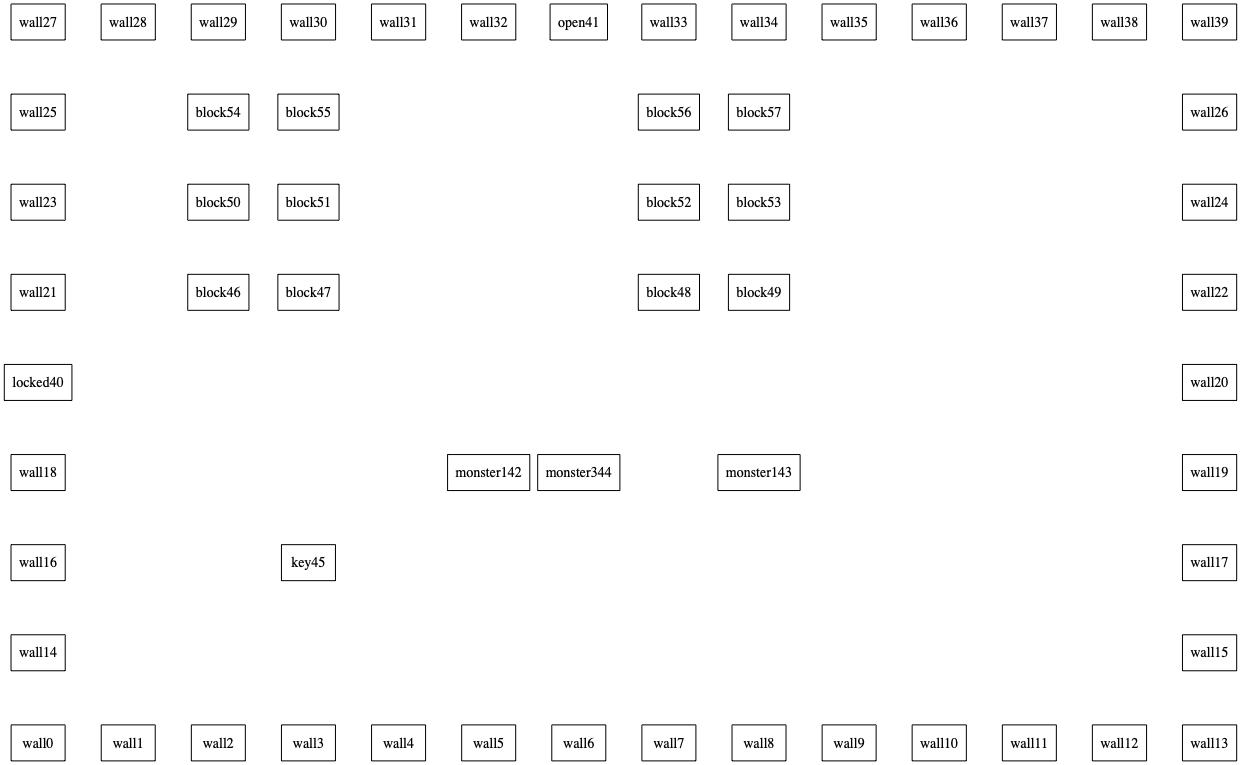 wall27 wall28 wall29 wall30 wall31 wall32 open41 wall33 wall34 wall35 wall36 wall37 wall38 wall39
wall25 block54 block55 block56 block57 wall26
wall23 block50 block51 block52 block53 wall24
wall21 block46 block47 block48 block49 wall22
locked40 wall20
wall18 monster142 monster344 monster143 wall19
wall16 key45 wall17
wall14 wall15
wall0 wall1 wall2 wall3 wall4 wall5 wall6 wall7 wall8 wall9 wall10 wall11 wall12 wall13